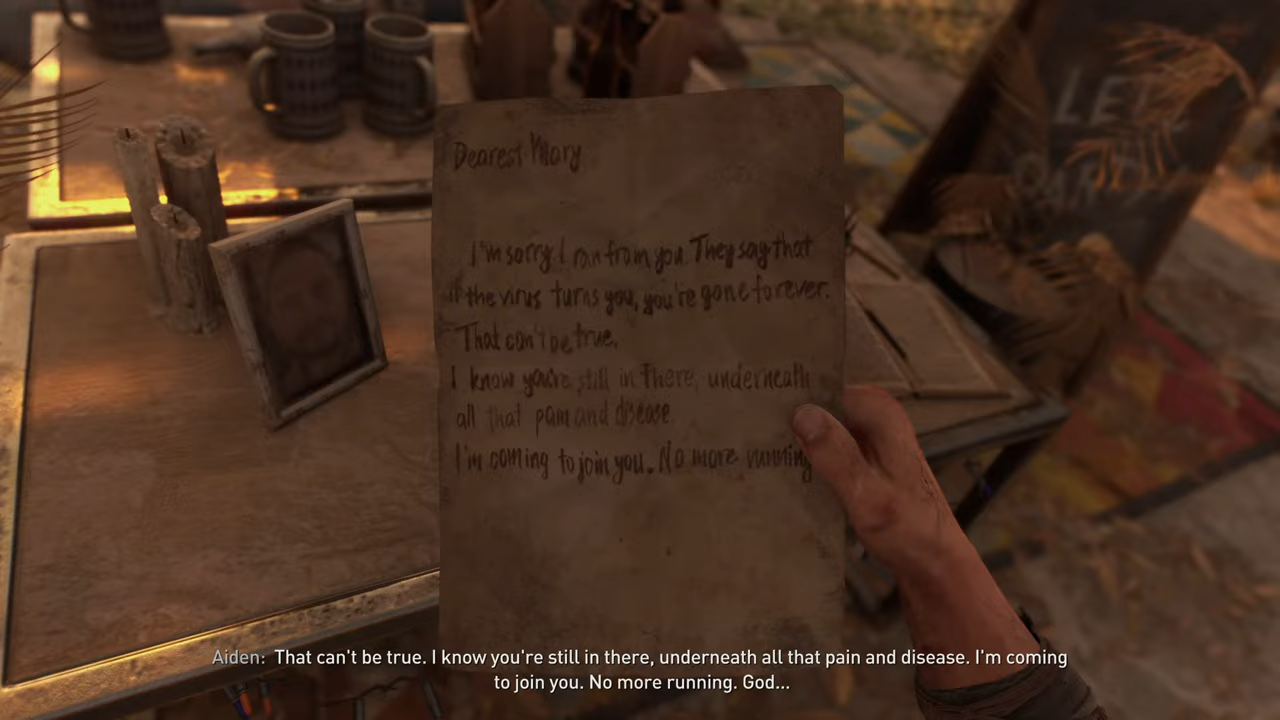 Dearest Mary
I'm sorry I ran from you. They say that
if the virus turns you, you're gone forever.
That can't be true.
I know you're still in there, underneath
all that pain and disease.
I'm coming to join you. No more running
Aiden: That can't be true. I know you're still in there, underneath all that pain and disease. I'm coming
to join you. No more running. God...